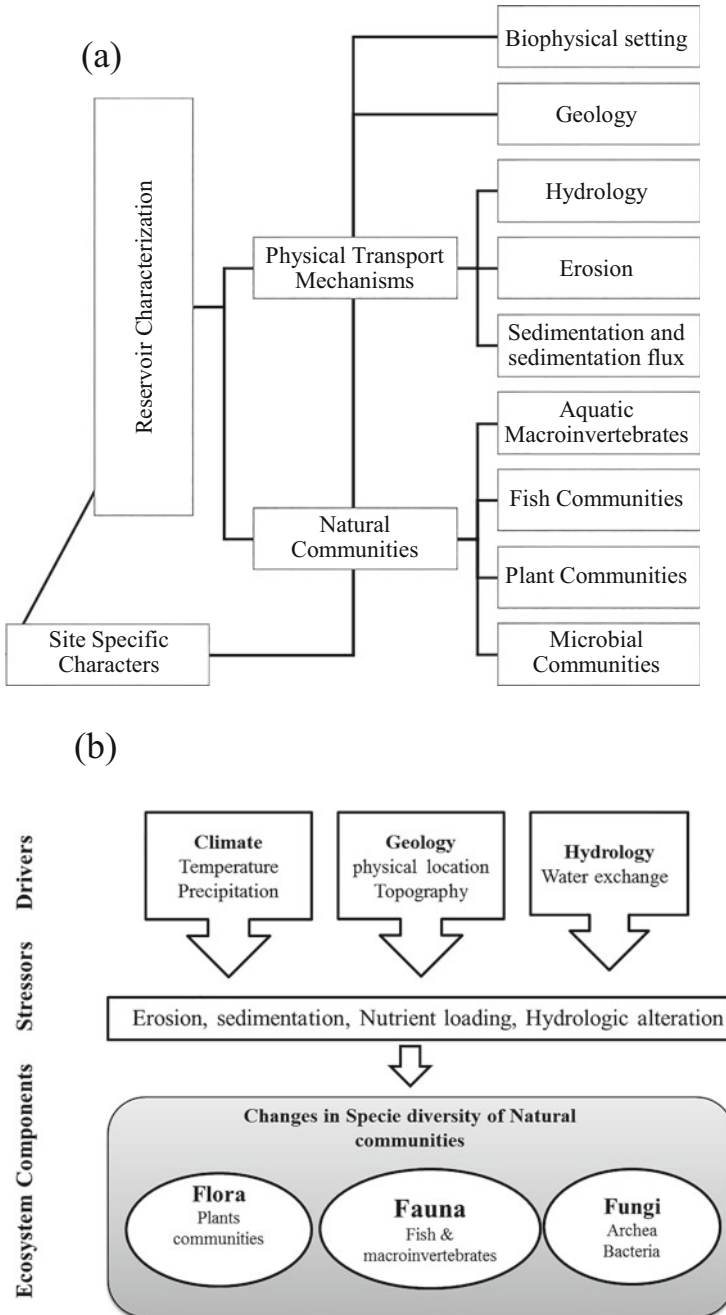 (a)
Reservoir Characterization
Site Specific
Characters
Physical Transport
Mechanisms
Natural
Communities
Biophysical setting
Geology
Hydrology
Erosion
Sedimentation and
sedimentation flux
Aquatic
Macroinvertebrates
Fish Communities
Plant Communities
Microbial
Communities
(b)
Drivers
Climate
Temperature
Precipitation
Geology
physical location
Topography
Hydrology
Water exchange
Stressors
Erosion, sedimentation, Nutrient loading, Hydrologic alteration
Ecosystem Components
Changes in Specie diversity of Natural
communities
Flora
Plants
communities
Fauna
Fish &
macroinvertebrates
Fungi
Archea
Bacteria